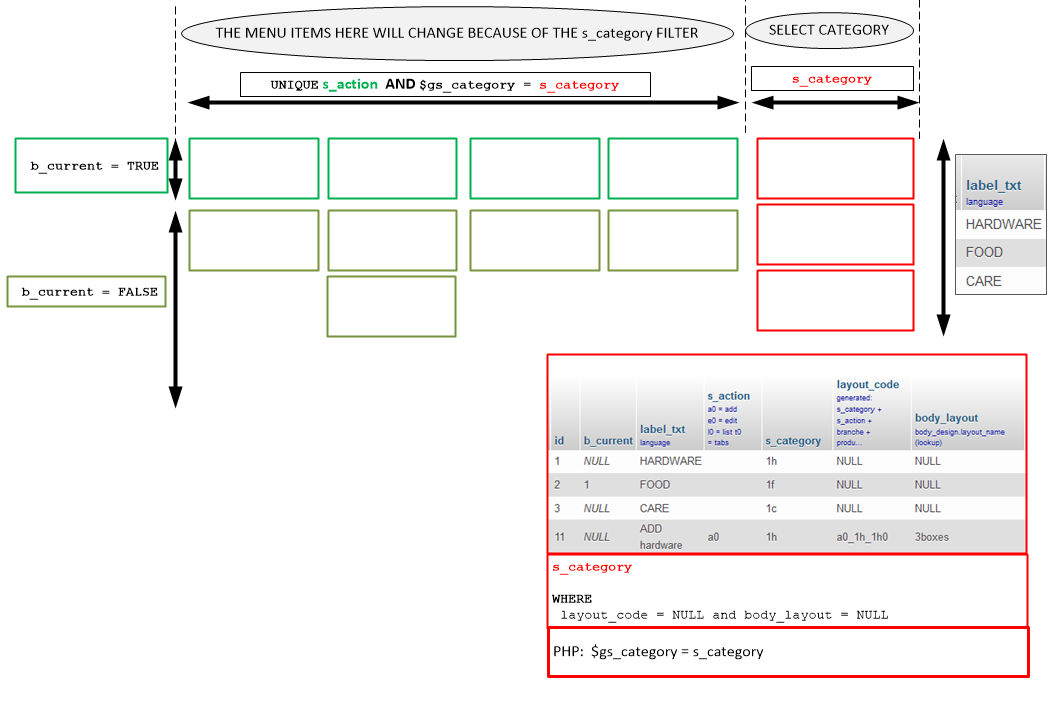 THE MENU ITEMS HERE WILL CHANGE BECAUSE OF THE s_category FILTER
SELECT CATEGORY
UNIQUE s_action AND $gs_category = s_category
s_category
b_current = TRUE
b_current = FALSE
label_txt
language
HARDWARE
FOOD
CARE
id b_current label_txt language s_action a0 = add e0 = edit l0 = list t0 = tabs s_category layout_code generated: s_category + s_action + branche + produ... body_layout body_design.layout_name (lookup)
1 NULL HARDWARE 1h NULL NULL
2 1 FOOD 1f NULL NULL
3 NULL CARE 1c NULL NULL
11 NULL ADD hardware a0 1h a0_1h_1h0 3boxes
s_category
WHERE
layout_code = NULL and body_layout = NULL
PHP: $gs_category = s_category